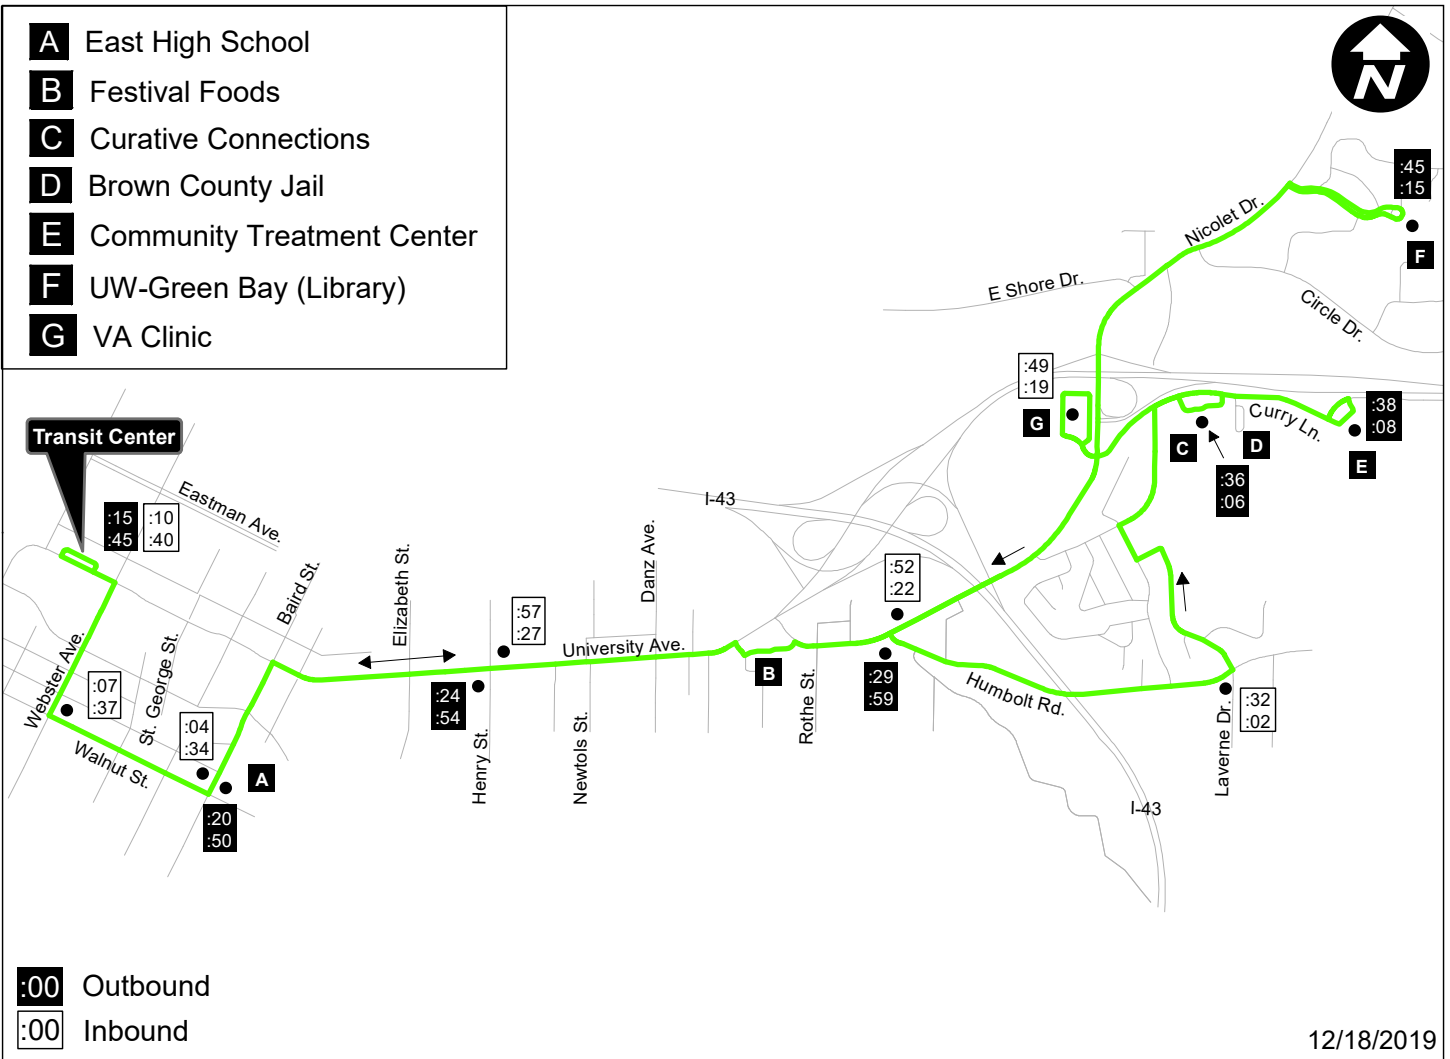 A East High School
B Festival Foods
C Curative Connections
D Brown County Jail
E Community Treatment Center
F UW-Green Bay (Library)
G VA Clinic
N
:45
:15
F
Nicolet Dr.
E Shore Dr.
Circle Dr.
:49
:19
G
Curry Ln.
:38
:08
E
C
D
:36
:06
Transit Center
:15
:45
:10
:40
Eastman Ave.
I-43
Baird St.
Elizabeth St.
Danz Ave.
:57
:27
:52
:22
University Ave.
B
:24
:54
:29
:59
Rothe St.
Humbolt Rd.
:32
:02
Laverne Dr.
Webster Ave.
:07
:37
St. George St.
:04
:34
Walnut St.
A
:20
:50
Henry St.
Newtols St.
I-43
:00 Outbound
:00 Inbound
12/18/2019